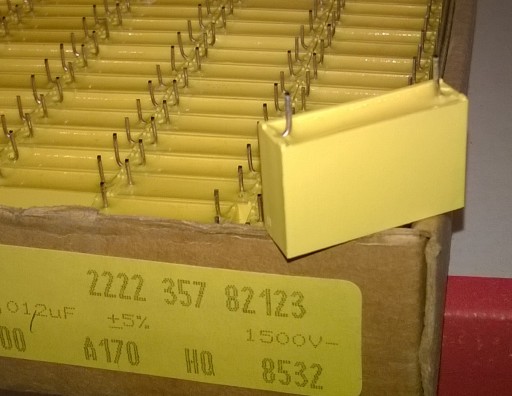 2222 357 82123
.012uF ±5% 1500V-
00 A170 HQ 8532